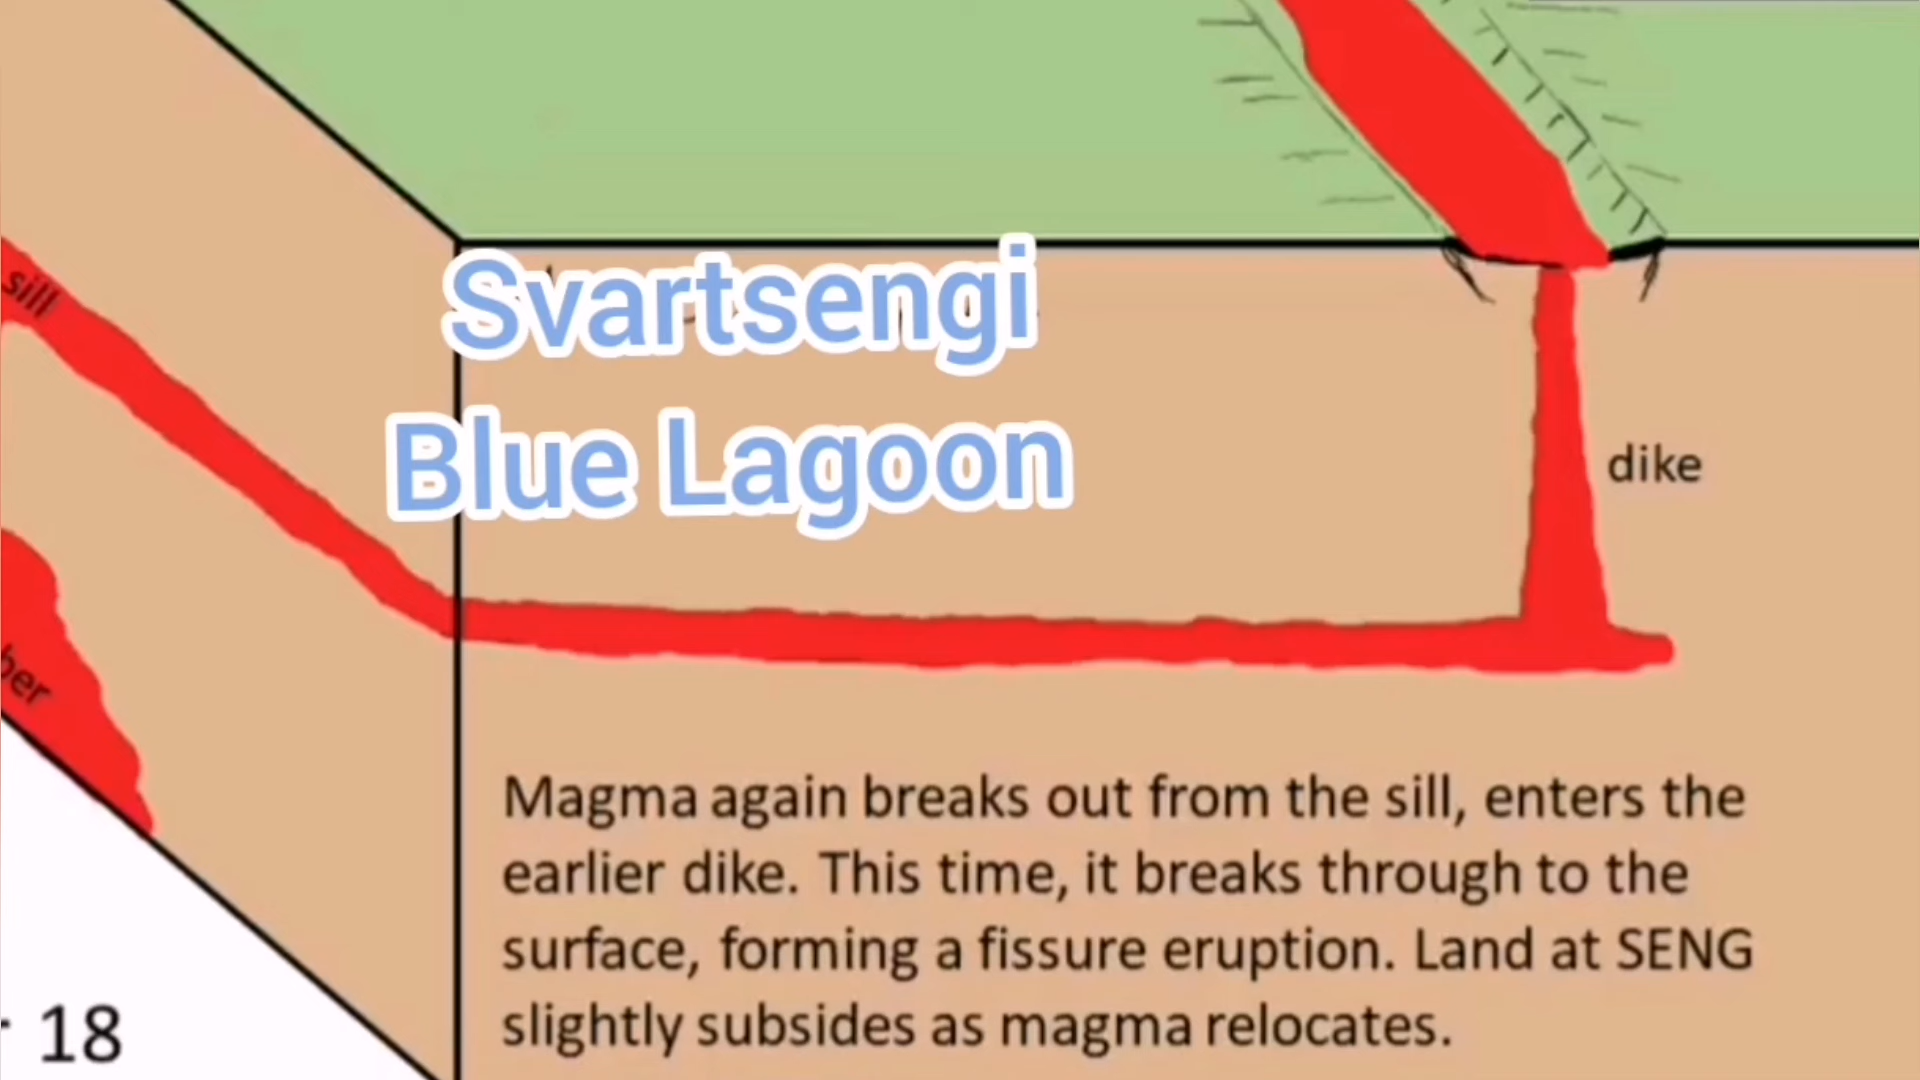 sill
Svartsengi
Blue Lagoon
dike
ber
Magma again breaks out from the sill, enters the
earlier dike. This time, it breaks through to the
surface, forming a fissure eruption. Land at SENG
slightly subsides as magma relocates.
18